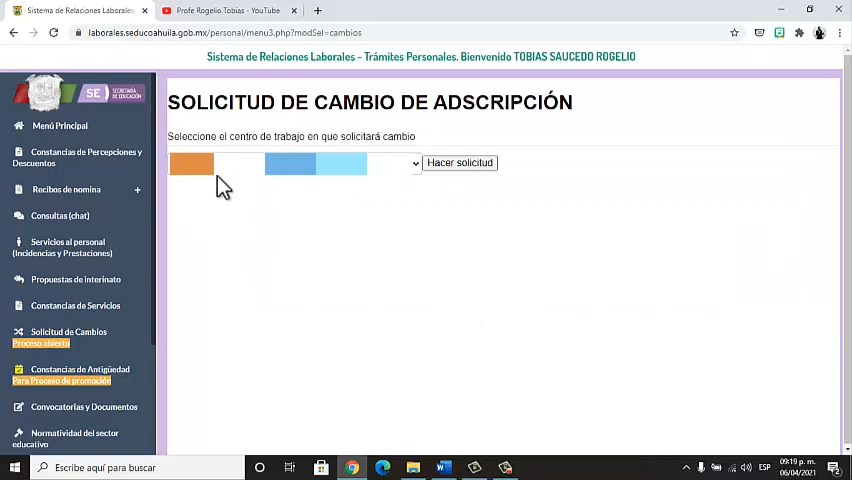 Sistema de Relaciones Laborales
Profe Rogelio Tobias - YouTube
laborales.seducoahuila.gob.mx/personal/menu3.php?modSel=cambios
Sistema de Relaciones Laborales - Trámites Personales. Bienvenido TOBIAS SAUCEDO ROGELIO
SE
SECRETARÍA
DE EDUCACIÓN
Menú Principal
Constancias de Percepciones y
Descuentos
Recibos de nomina +
Consultas (chat)
Servicios al personal
(Incidencias y Prestaciones)
Propuestas de interinato
Constancias de Servicios
Solicitud de Cambios
Proceso abierto
Constancias de Antigüedad
Para Proceso de promoción
Convocatorias y Documentos
Normatividad del sector
educativo
SOLICITUD DE CAMBIO DE ADSCRIPCIÓN
Seleccione el centro de trabajo en que solicitará cambio
Hacer solicitud
Escribe aquí para buscar
ESP
09:19 p. m.
06/04/2021
2